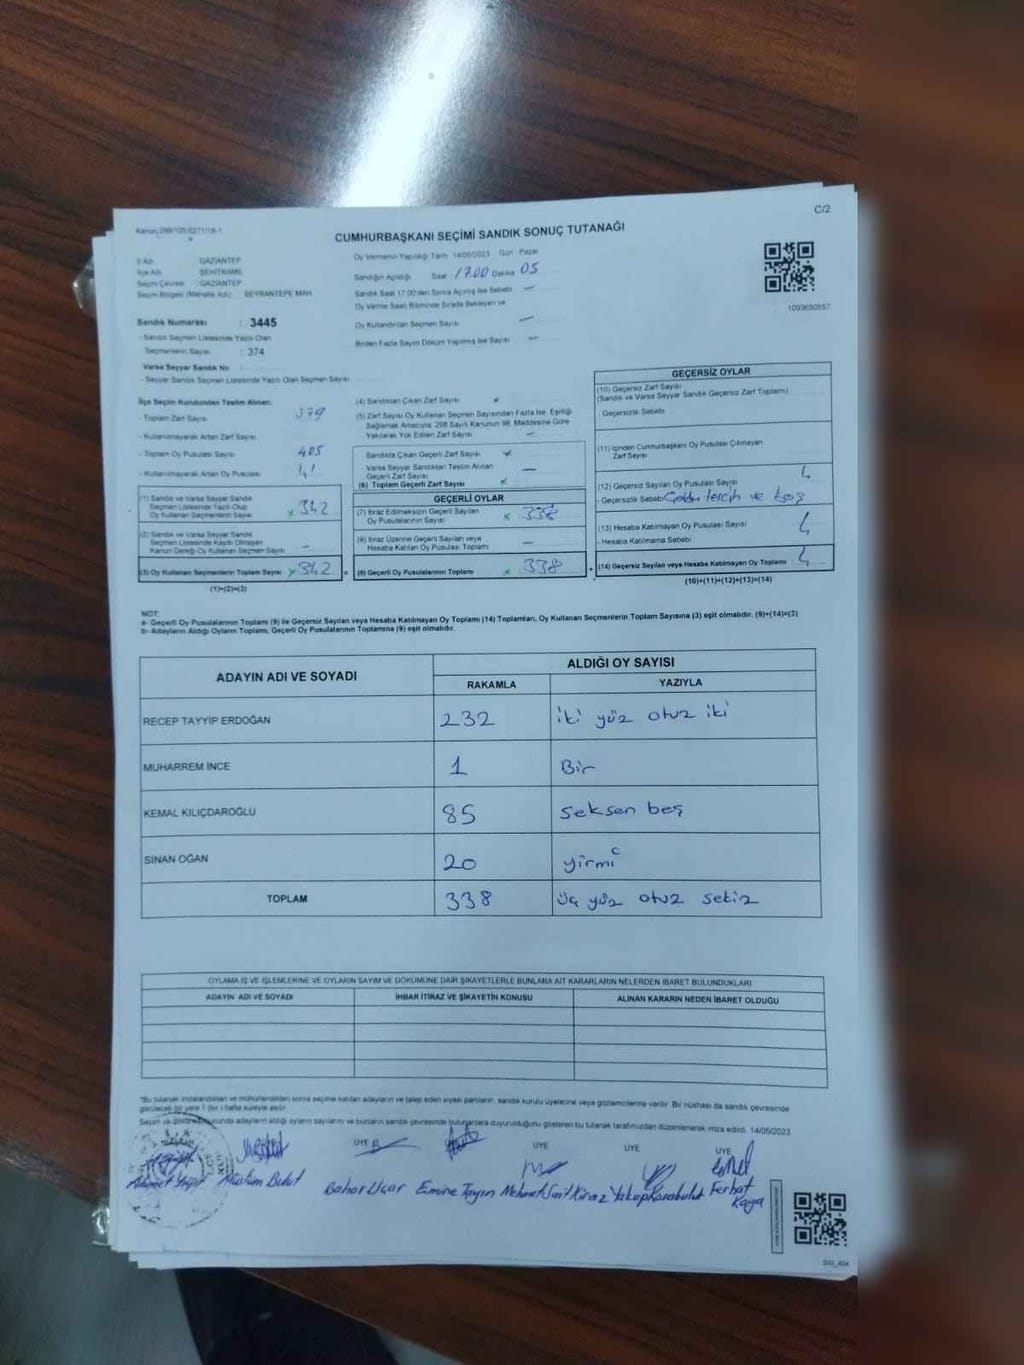 C/2
Kanun:298/105,6271/18-1
CUMHURBAŞKANI SEÇİMİ SANDIK SONUÇ TUTANAĞI
İl Adı : GAZİANTEP
İlçe Adı : ŞEHİTKAMİL
Seçim Çevresi : GAZİANTEP
Seçim Bölgesi (Mahalle Adı) : BEYRANTEPE MAH.
Oy Vermenin Yapıldığı Tarih 14/05/2023 Gün Pazar
Sandığın Açıldığı Saat 17.00 Dakika 05
Sandık Saat 17.00'den Sonra Açılmış İse Sebebi —
Oy Verme Saati Bitiminde Sırada Bekleyen ve
Oy Kullandırılan Seçmen Sayısı —
Birden Fazla Sayım Döküm Yapılmış İse Sayısı —
1093650557
Sandık Numarası : 3445
- Sandık Seçmen Listesinde Yazılı Olan
Seçmenlerin Sayısı : 374
Varsa Seyyar Sandık No
- Seyyar Sandık Seçmen Listesinde Yazılı Olan Seçmen Sayısı
İlçe Seçim Kurulundan Teslim Alınan:
- Toplam Zarf Sayısı 379
- Kullanılmayarak Artan Zarf Sayısı
- Toplam Oy Pusulası Sayısı 405
- Kullanılmayarak Artan Oy Pusulası
(1) Sandık ve Varsa Seyyar Sandık
Seçmen Listesinde Yazılı Olup
Oy Kullanan Seçmenlerin Sayısı 342
(2) Sandık ve Varsa Seyyar Sandık
Seçmen Listesinde Kaydı Olmayan
Kanun Gereği Oy Kullanan Seçmen Sayısı —
(3) Oy Kullanan Seçmenlerin Toplam Sayısı 342
(1)+(2)=(3)
(4) Sandıktan Çıkan Zarf Sayısı
(5) Zarf Sayısı Oy Kullanan Seçmen Sayısından Fazla İse, Eşitliği
Sağlamak Amacıyla, 298 Sayılı Kanunun 98. Maddesine Göre
Yakılarak Yok Edilen Zarf Sayısı —
Sandıkta Çıkan Geçerli Zarf Sayısı
Varsa Seyyar Sandıktan Teslim Alınan
Geçerli Zarf Sayısı —
(6) Toplam Geçerli Zarf Sayısı
GEÇERLİ OYLAR
(7) İtiraz Edilmeksizin Geçerli Sayılan
Oy Pusulalarının Sayısı 338
(8) İtiraz Üzerine Geçerli Sayılan veya
Hesaba Katılan Oy Pusulası Toplamı —
(9) Geçerli Oy Pusulalarının Toplamı 338
GEÇERSİZ OYLAR
(10) Geçersiz Zarf Sayısı
(Sandık ve Varsa Seyyar Sandık Geçersiz Zarf Toplamı)
- Geçersizlik Sebebi
(11) İçinden Cumhurbaşkanı Oy Pusulası Çıkmayan
Zarf Sayısı
(12) Geçersiz Sayılan Oy Pusulası Sayısı 4
- Geçersizlik Sebebi tercih ve boş
(13) Hesaba Katılmayan Oy Pusulası Sayısı 4
- Hesaba Katılmama Sebebi
(14) Geçersiz Sayılan veya Hesaba Katılmayan Oy Toplamı 4
(10)+(11)+(12)+(13)=(14)
NOT:
a- Geçerli Oy Pusulalarının Toplamı (9) ile Geçersiz Sayılan veya Hesaba Katılmayan Oy Toplamı (14) Toplamları, Oy Kullanan Seçmenlerin Toplam Sayısına (3) eşit olmalıdır. (9)+(14)=(3)
b- Adayların Aldığı Oyların Toplamı, Geçerli Oy Pusulalarının Toplamına (9) eşit olmalıdır.
ADAYIN ADI VE SOYADI ALDIĞI OY SAYISI
RAKAMLA YAZIYLA
RECEP TAYYİP ERDOĞAN 232 iki yüz otuz iki
MUHARREM İNCE 1 Bir
KEMAL KILIÇDAROĞLU 85 seksen beş
SİNAN OĞAN 20 yirmi
TOPLAM 338 üç yüz otuz sekiz
OYLAMA İŞ VE İŞLEMLERİNE VE OYLARIN SAYIM VE DÖKÜMÜNE DAİR ŞİKAYETLERLE BUNLARA AİT KARARLARIN NELERDEN İBARET BULUNDUKLARI
ADAYIN ADI VE SOYADI İHBAR İTİRAZ VE ŞİKAYETİN KONUSU ALINAN KARARIN NEDEN İBARET OLDUĞU
*Bu tutanak imzalandıktan ve mühürlendikten sonra seçime katılan adayların ve talep eden siyasi partilerin, sandık kurulu üyelerine veya gözlemcilerine verilir. Bir nüshası da sandık çevresinde
görülecek bir yere 1 (bir) hafta süreyle asılır.
Seçim ve sonucunda adayların aldığı oyların sayılarını ve bunların sandık çevresinde bulunanlara duyurulduğunu gösteren bu tutanak tarafımızdan düzenlenerek imza edildi. 14/05/2023
ÜYE ÜYE ÜYE ÜYE
Ahmet Yiğit Müslüm Bulut Bahar Uçar Emine Tayın Mehmet Sait Kiraz Yakup Karabulut Ferhat
Kaya